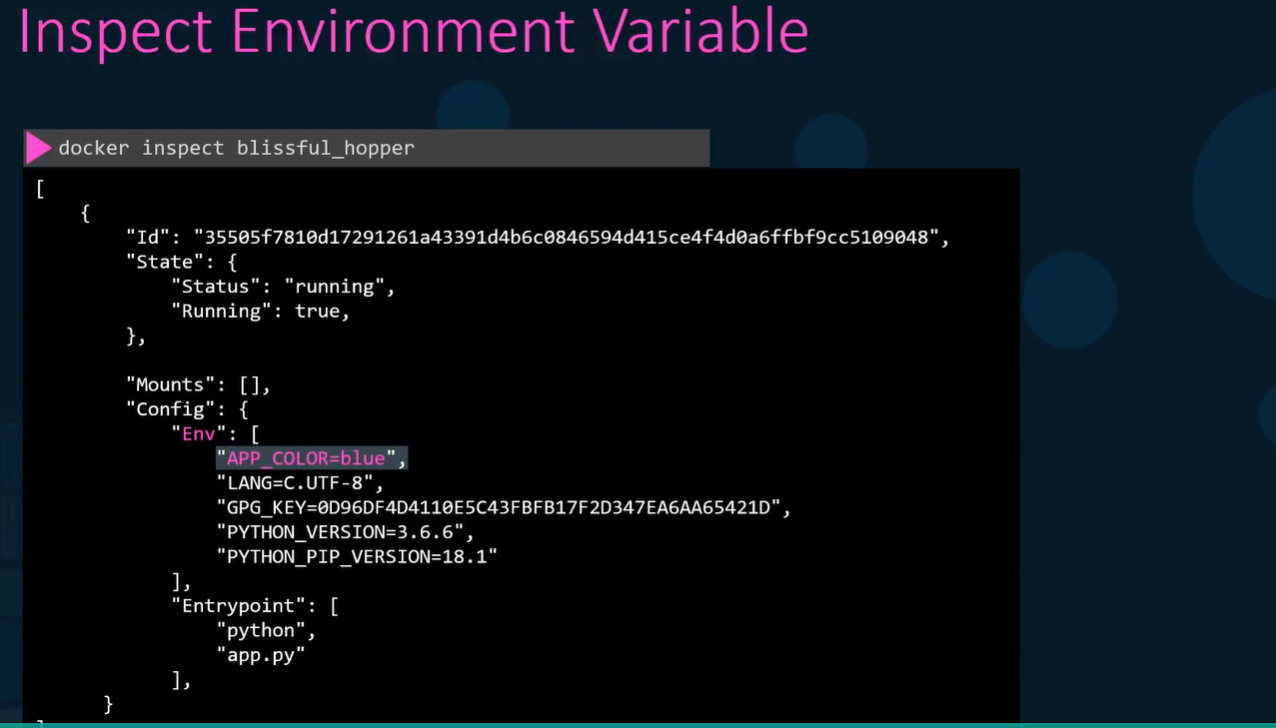 Inspect Environment Variable
docker inspect blissful_hopper
[
{
"Id": "35505f7810d17291261a43391d4b6c0846594d415ce4f4d0a6ffbf9cc5109048",
"State": {
"Status": "running",
"Running": true,
},
"Mounts": [],
"Config": {
"Env": [
"APP_COLOR=blue",
"LANG=C.UTF-8",
"GPG_KEY=0D96DF4D4110E5C43FBFB17F2D347EA6AA65421D",
"PYTHON_VERSION=3.6.6",
"PYTHON_PIP_VERSION=18.1"
],
"Entrypoint": [
"python",
"app.py"
],
}
]